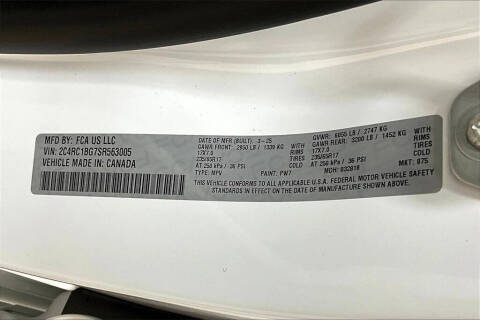 MFD BY: FCA US LLC
VIN: 2C4RC1BG7SR563005
VEHICLE MADE IN: CANADA
DATE OF MFR (BUILT): 3-25
GAWR FRONT: 2950 LB / 1339 KG
17X7.0
235/65R17
AT 250 kPa / 36 PSI
TYPE: MPV
RIMS
TIRES
COLD
PAINT: PW7
GVWR: 6055 LB / 2747 KG
GAWR REAR: 3200 LB / 1452 KG
17X7.0
235/65R17
AT 250 kPa / 36 PSI
MDH: 032818
WITH
RIMS
TIRES
COLD
MKT: 875
THIS VEHICLE CONFORMS TO ALL APPLICABLE U.S.A. FEDERAL MOTOR VEHICLE SAFETY
STANDARDS IN EFFECT ON THE DATE OF MANUFACTURE SHOWN ABOVE.